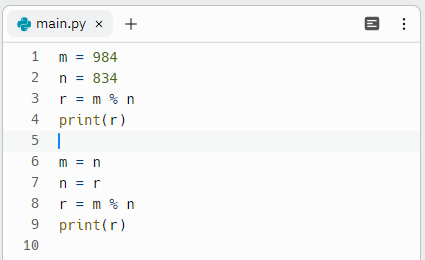 main.py × +
1 m = 984
2 n = 834
3 r = m % n
4 print(r)
5
6 m = n
7 n = r
8 r = m % n
9 print(r)
10